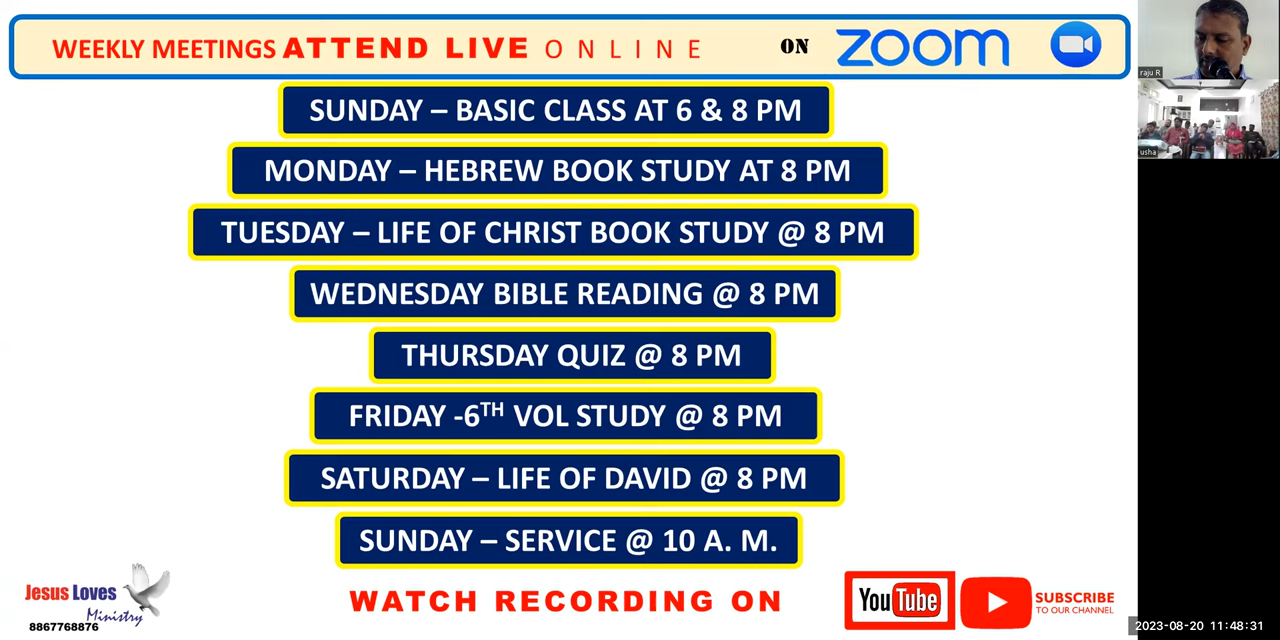 WEEKLY MEETINGS ATTEND LIVE ONLINE ON zoom
raju R
usha
SUNDAY – BASIC CLASS AT 6 & 8 PM
MONDAY – HEBREW BOOK STUDY AT 8 PM
TUESDAY – LIFE OF CHRIST BOOK STUDY @ 8 PM
WEDNESDAY BIBLE READING @ 8 PM
THURSDAY QUIZ @ 8 PM
FRIDAY -6TH VOL STUDY @ 8 PM
SATURDAY – LIFE OF DAVID @ 8 PM
SUNDAY – SERVICE @ 10 A. M.
Jesus Loves
Ministry
8867768876
WATCH RECORDING ON
YouTube
SUBSCRIBE
TO OUR CHANNEL
2023-08-20 11:48:31